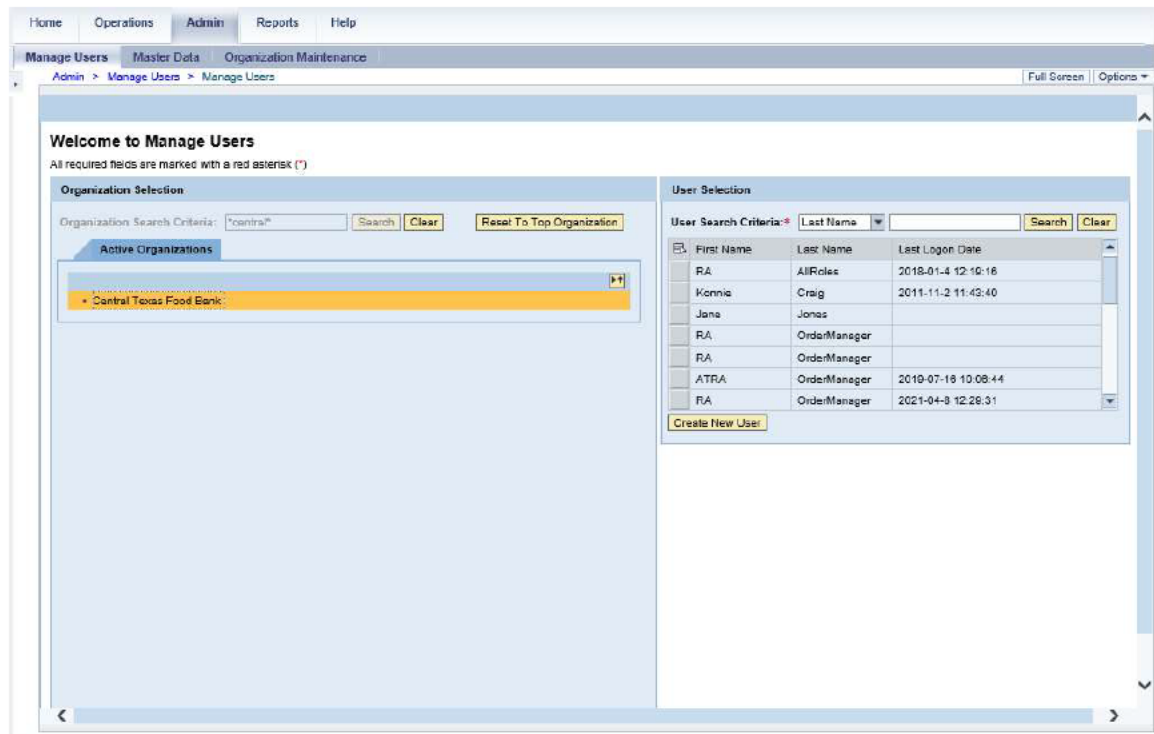 Home Operations Admin Reports Help
Manage Users Master Data Organization Maintenance
Admin > Manage Users > Manage Users Full Screen Options
Welcome to Manage Users
All required fields are marked with a red asterisk (*)
Organization Selection
Organization Search Criteria: *central* Search Clear Reset To Top Organization
Active Organizations
Central Texas Food Bank
User Selection
User Search Criteria:* Last Name Search Clear
First Name Last Name Last Logon Date
RA AllRoles 2018-01-4 12:19:16
Kennie Craig 2011-11-2 11:43:40
Jane Jones
RA OrderManager
RA OrderManager
ATRA OrderManager 2019-07-16 10:06:44
RA OrderManager 2021-04-8 12:29:31
Create New User